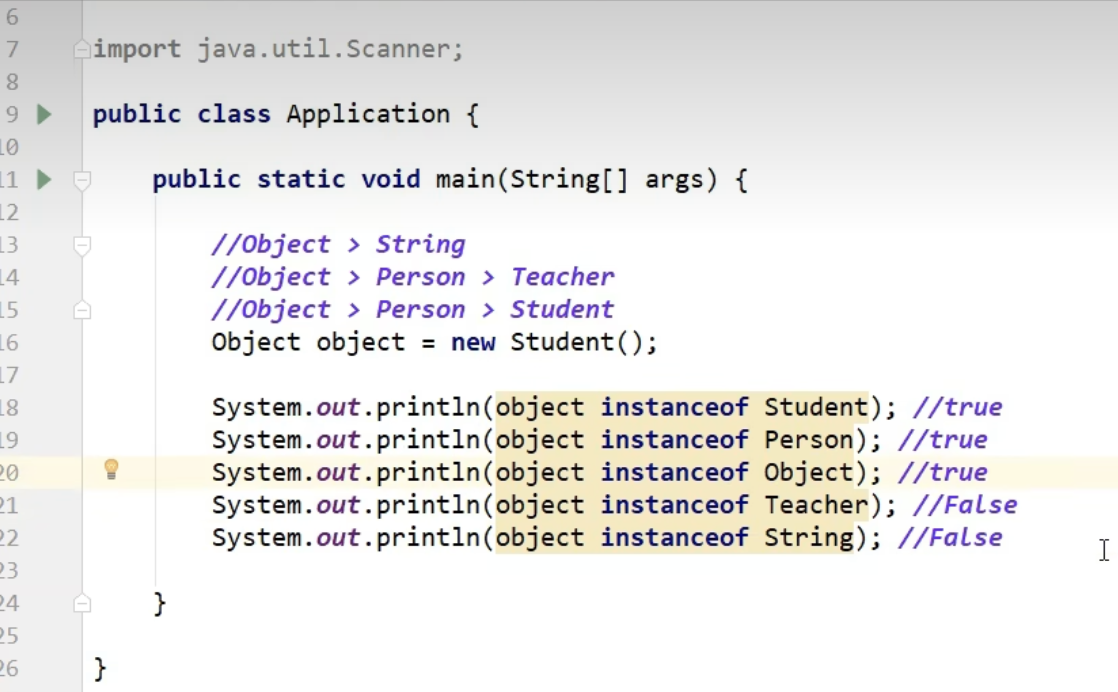 6
7 import java.util.Scanner;
8
9 public class Application {
10
11 public static void main(String[] args) {
12
13 //Object > String
14 //Object > Person > Teacher
15 //Object > Person > Student
16 Object object = new Student();
17
18 System.out.println(object instanceof Student); //true
19 System.out.println(object instanceof Person); //true
20 System.out.println(object instanceof Object); //true
21 System.out.println(object instanceof Teacher); //False
22 System.out.println(object instanceof String); //False
23
24 }
25
26 }